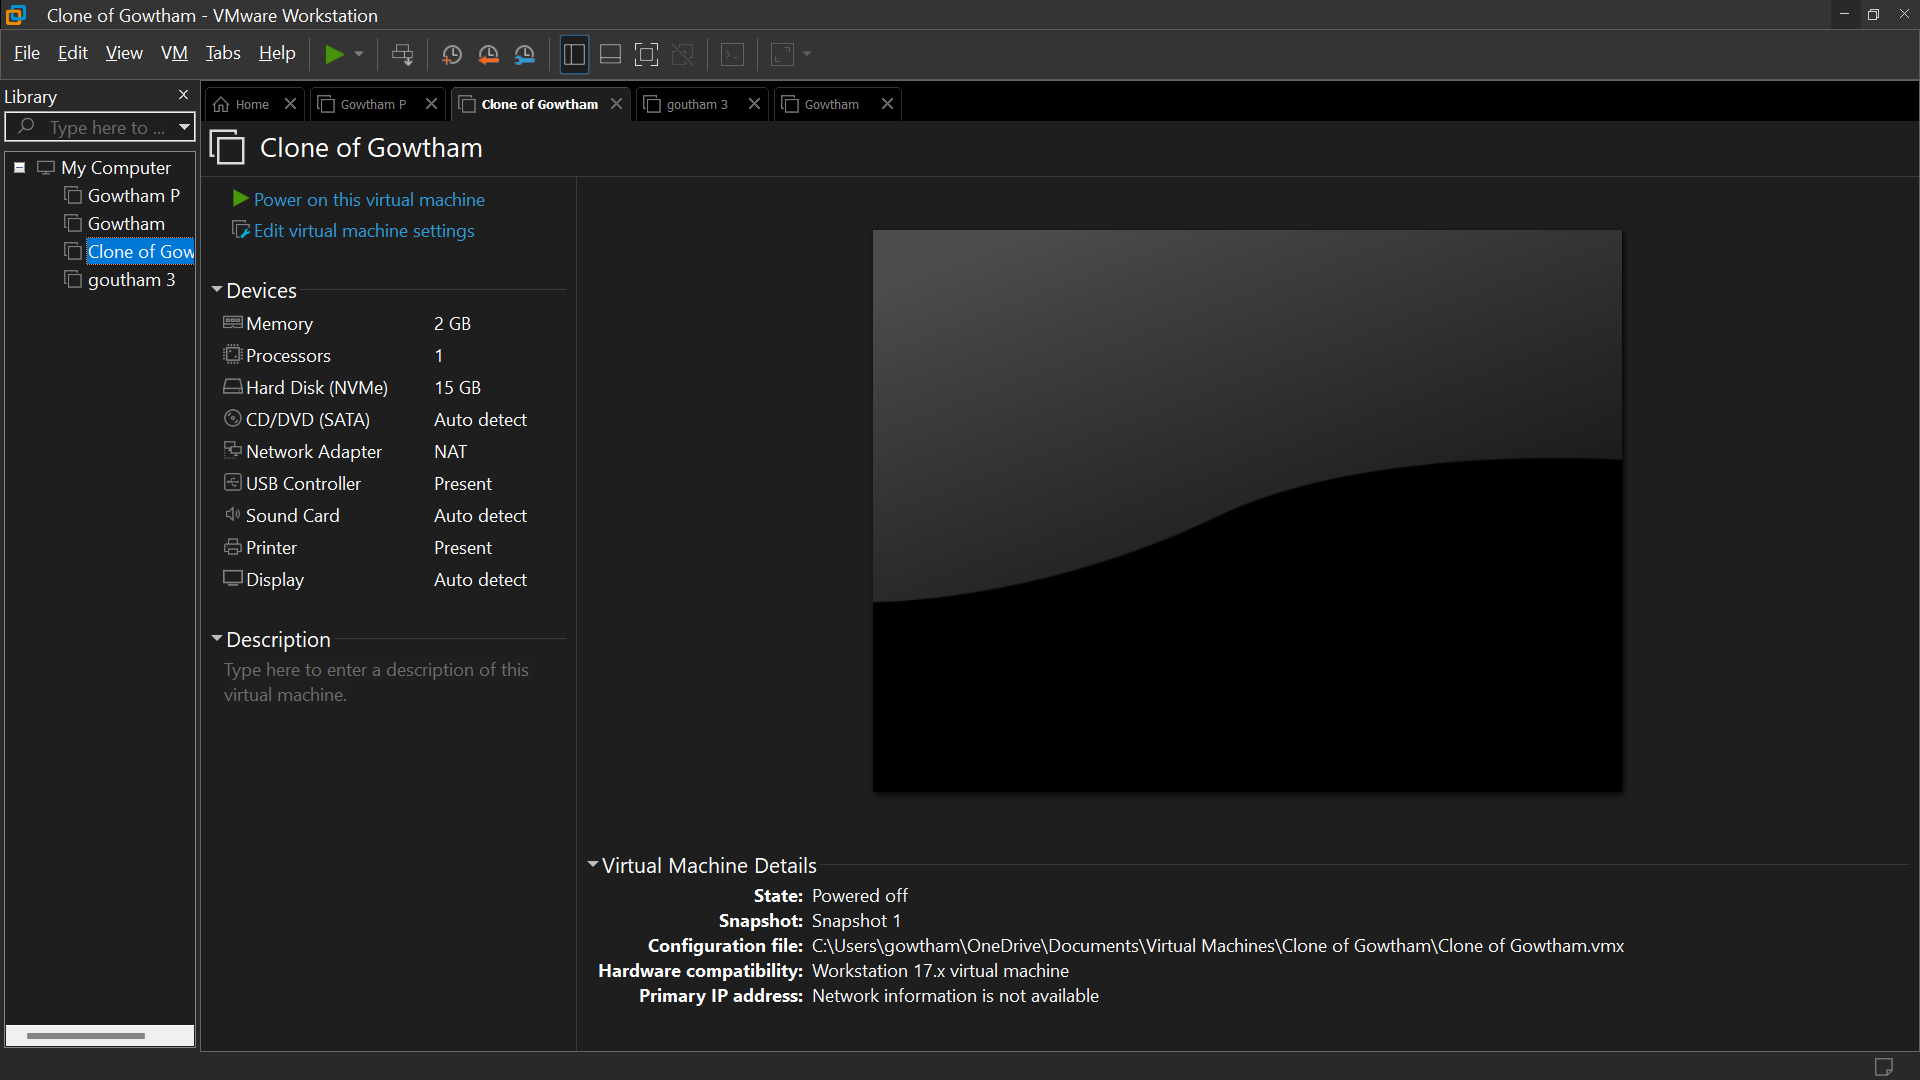 Clone of Gowtham - VMware Workstation
File Edit View VM Tabs Help
Library
Type here to ...
My Computer
Gowtham P
Gowtham
Clone of Gow
goutham 3
Home
Gowtham P
Clone of Gowtham
goutham 3
Gowtham
Clone of Gowtham
Power on this virtual machine
Edit virtual machine settings
Devices
Memory 2 GB
Processors 1
Hard Disk (NVMe) 15 GB
CD/DVD (SATA) Auto detect
Network Adapter NAT
USB Controller Present
Sound Card Auto detect
Printer Present
Display Auto detect
Description
Type here to enter a description of this
virtual machine.
Virtual Machine Details
State: Powered off
Snapshot: Snapshot 1
Configuration file: C:\Users\gowtham\OneDrive\Documents\Virtual Machines\Clone of Gowtham\Clone of Gowtham.vmx
Hardware compatibility: Workstation 17.x virtual machine
Primary IP address: Network information is not available